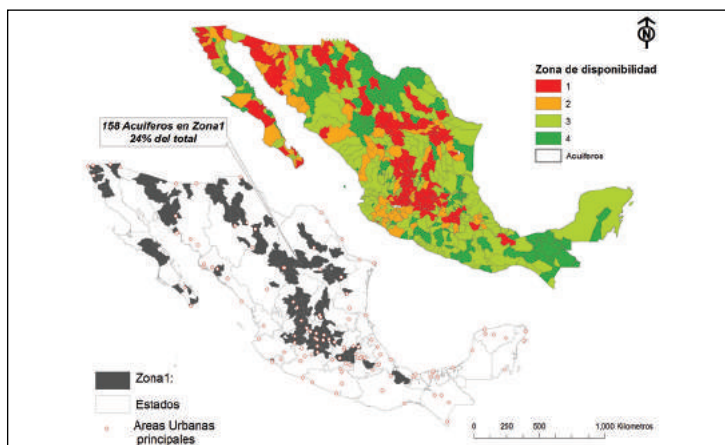 N
Zona de disponibilidad
1
2
3
4
Acuíferos
158 Acuíferos en Zona1
24% del total
Zona1:
Estados
Areas Urbanas
principales
0 250 500 1,000 Kilometros